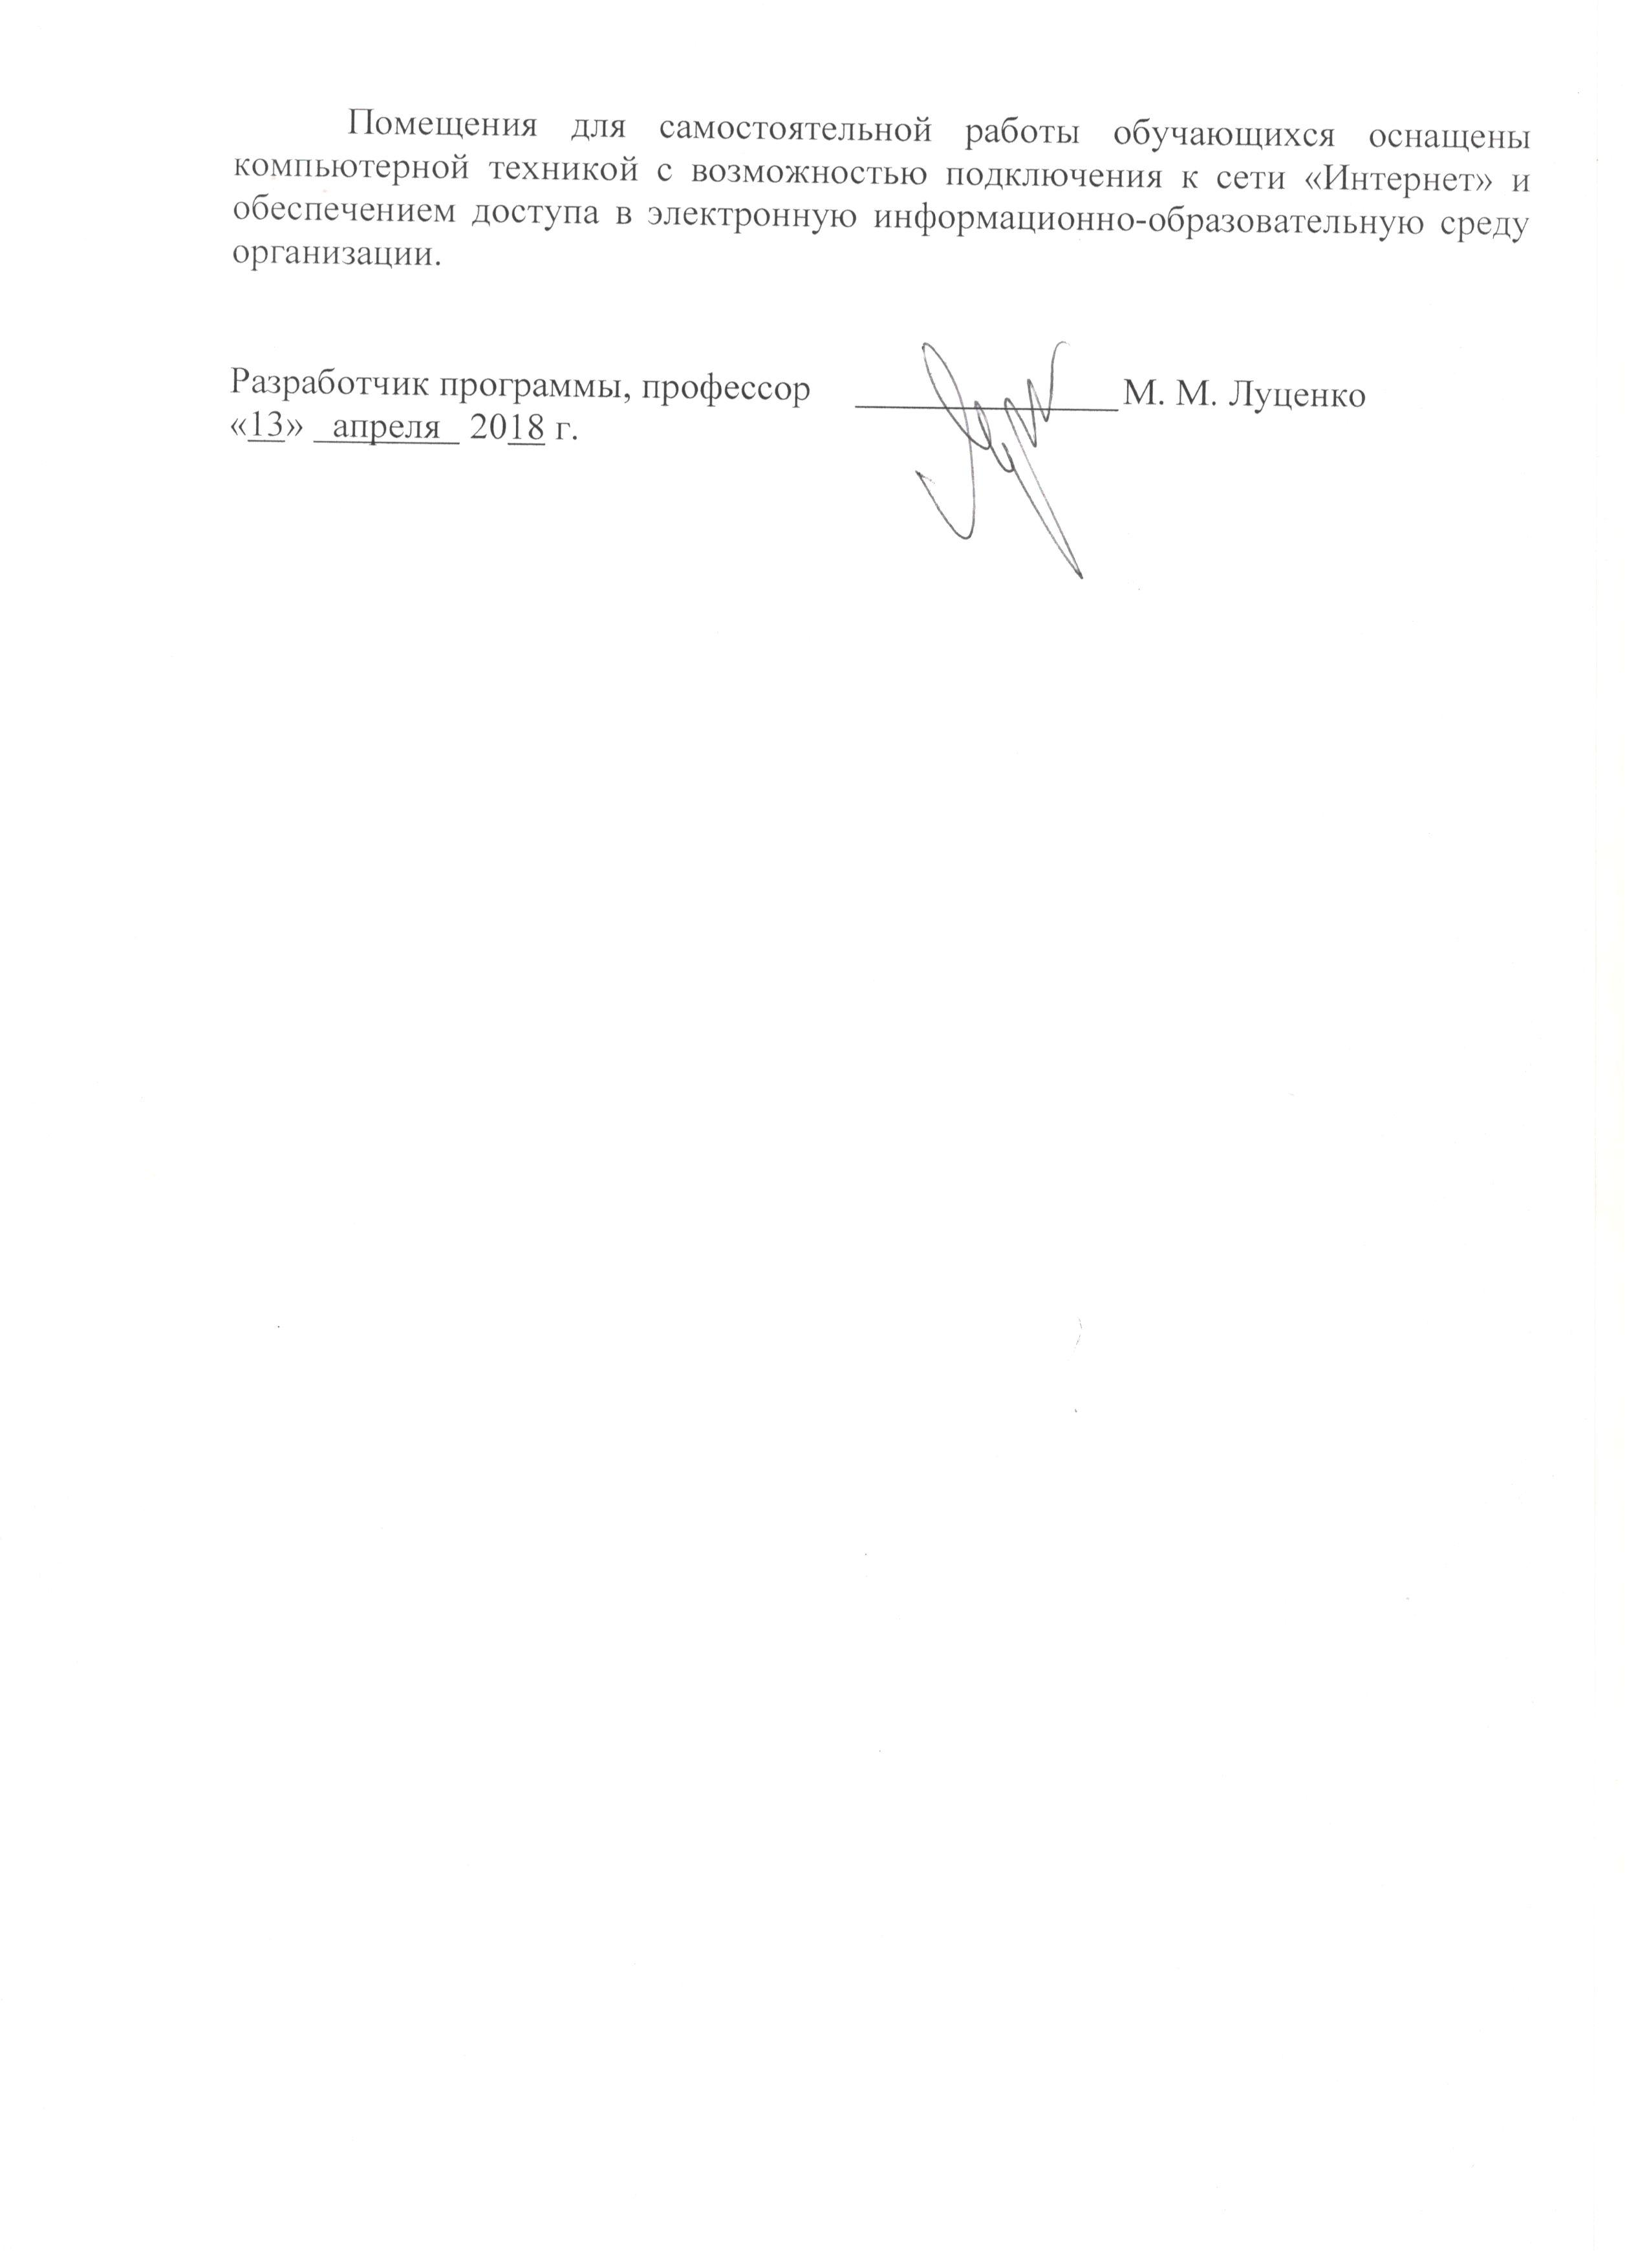 Помещения для самостоятельной работы обучающихся оснащены
компьютерной техникой с возможностью подключения к сети «Интернет» и
обеспечением доступа в электронную информационно-образовательную среду
организации.
Разработчик программы, профессор ______________ М. М. Луценко
«13» апреля 2018 г.